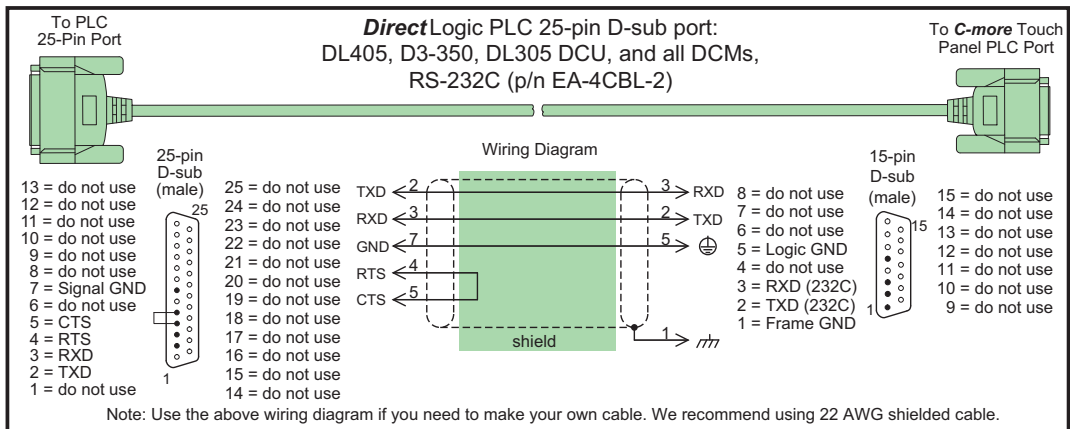 To PLC
25-Pin Port
DirectLogic PLC 25-pin D-sub port:
DL405, D3-350, DL305 DCU, and all DCMs,
RS-232C (p/n EA-4CBL-2)
To C-more Touch
Panel PLC Port
Wiring Diagram
25-pin
D-sub
(male)
25
1
13 = do not use
12 = do not use
11 = do not use
10 = do not use
9 = do not use
8 = do not use
7 = Signal GND
6 = do not use
5 = CTS
4 = RTS
3 = RXD
2 = TXD
1 = do not use
25 = do not use
24 = do not use
23 = do not use
22 = do not use
21 = do not use
20 = do not use
19 = do not use
18 = do not use
17 = do not use
16 = do not use
15 = do not use
14 = do not use
TXD 2 3 RXD
RXD 3 2 TXD
GND 7 5
RTS 4
CTS 5
shield
1
8 = do not use
7 = do not use
6 = do not use
5 = Logic GND
4 = do not use
3 = RXD (232C)
2 = TXD (232C)
1 = Frame GND
15-pin
D-sub
(male)
15
1
15 = do not use
14 = do not use
13 = do not use
12 = do not use
11 = do not use
10 = do not use
9 = do not use
Note: Use the above wiring diagram if you need to make your own cable. We recommend using 22 AWG shielded cable.